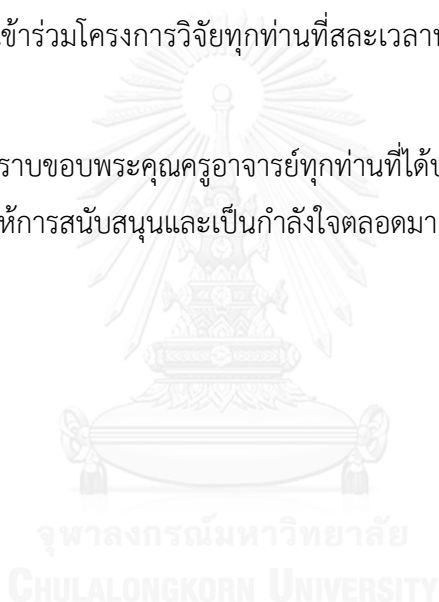 ข้าร่วมโครงการวิจัยทุกท่านที่สละเวลา
ราบขอบพระคุณครูอาจารย์ทุกท่านที่ได้
ห้การสนับสนุนและเป็นกำลังใจตลอดมา
จุฬาลงกรณ์มหาวิทยาลัย
CHULALONGKORN UNIVERSITY